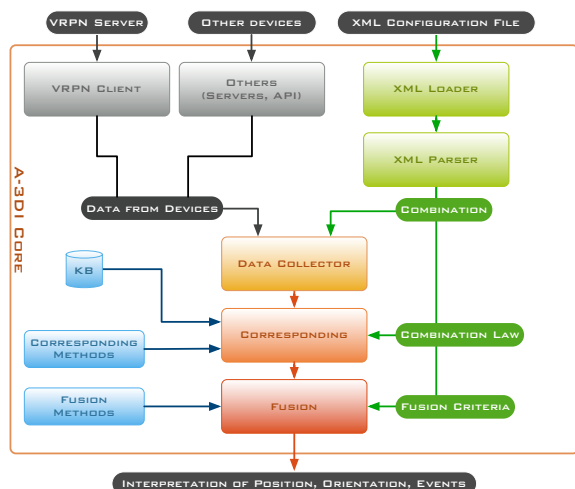 VRPN Server
Other devices
XML Configuration File
VRPN Client
Others
(Servers, API)
XML Loader
XML Parser
A-3DI Core
Data from Devices
Combination
Data Collector
KB
Corresponding
Combination Law
Corresponding
Methods
Fusion
Methods
Fusion
Fusion Criteria
Interpretation of Position, Orientation, Events